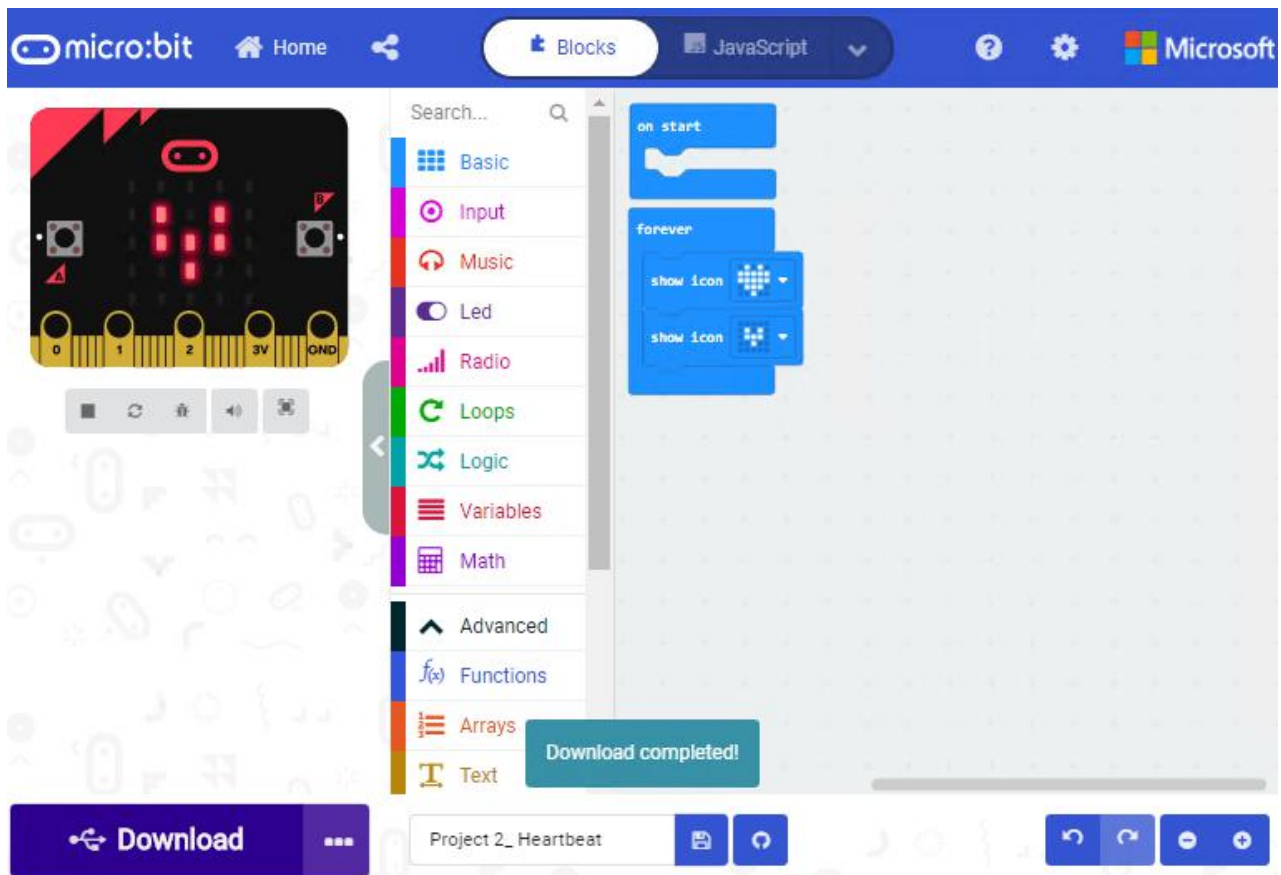 micro:bit Home Blocks JavaScript Microsoft
B
A
0 1 2 3V GND
Search...
Basic
Input
Music
Led
Radio
Loops
Logic
Variables
Math
Advanced
f(x) Functions
Arrays
T Text
on start
forever
show icon
show icon
Download completed!
Download
Project 2_ Heartbeat